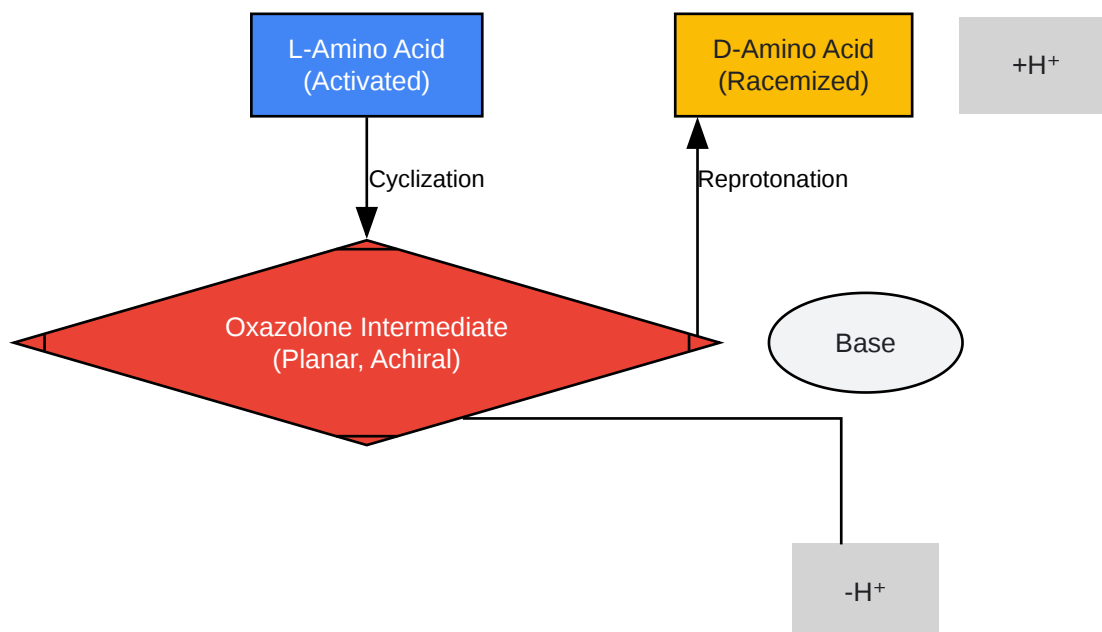 L-Amino Acid
(Activated)
D-Amino Acid
(Racemized)
+H⁺
Cyclization
Reprotonation
Oxazolone Intermediate
(Planar, Achiral)
Base
-H⁺